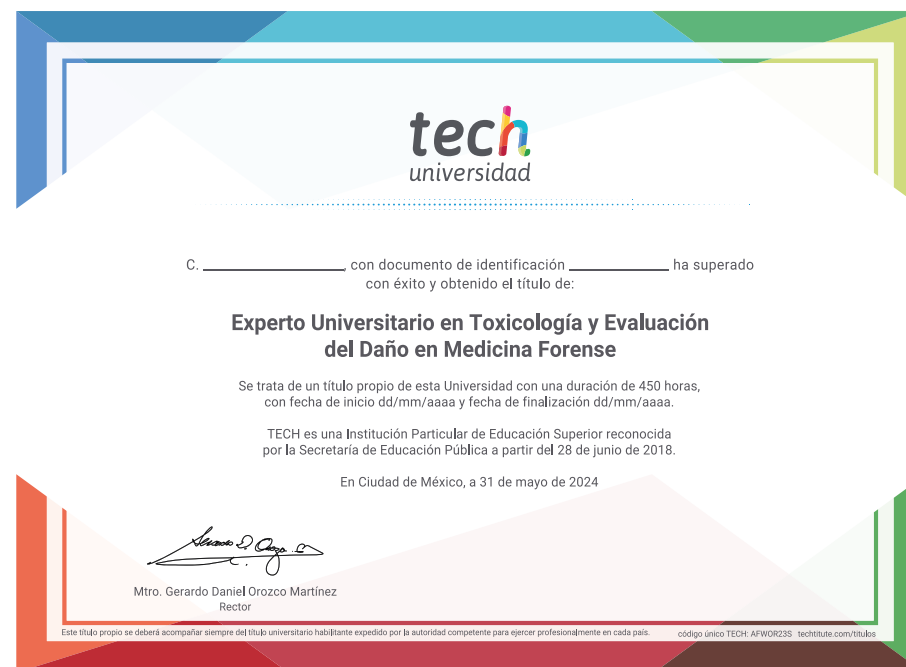 tech
universidad
C. ____________________, con documento de identificación ______________ ha superado
con éxito y obtenido el título de:
Experto Universitario en Toxicología y Evaluación
del Daño en Medicina Forense
Se trata de un título propio de esta Universidad con una duración de 450 horas,
con fecha de inicio dd/mm/aaaa y fecha de finalización dd/mm/aaaa.
TECH es una Institución Particular de Educación Superior reconocida
por la Secretaría de Educación Pública a partir del 28 de junio de 2018.
En Ciudad de México, a 31 de mayo de 2024
Mtro. Gerardo Daniel Orozco Martínez
Rector
Este título propio se deberá acompañar siempre del título universitario habilitante expedido por la autoridad competente para ejercer profesionalmente en cada país. código único TECH: AFWOR23S techtitute.com/titulos